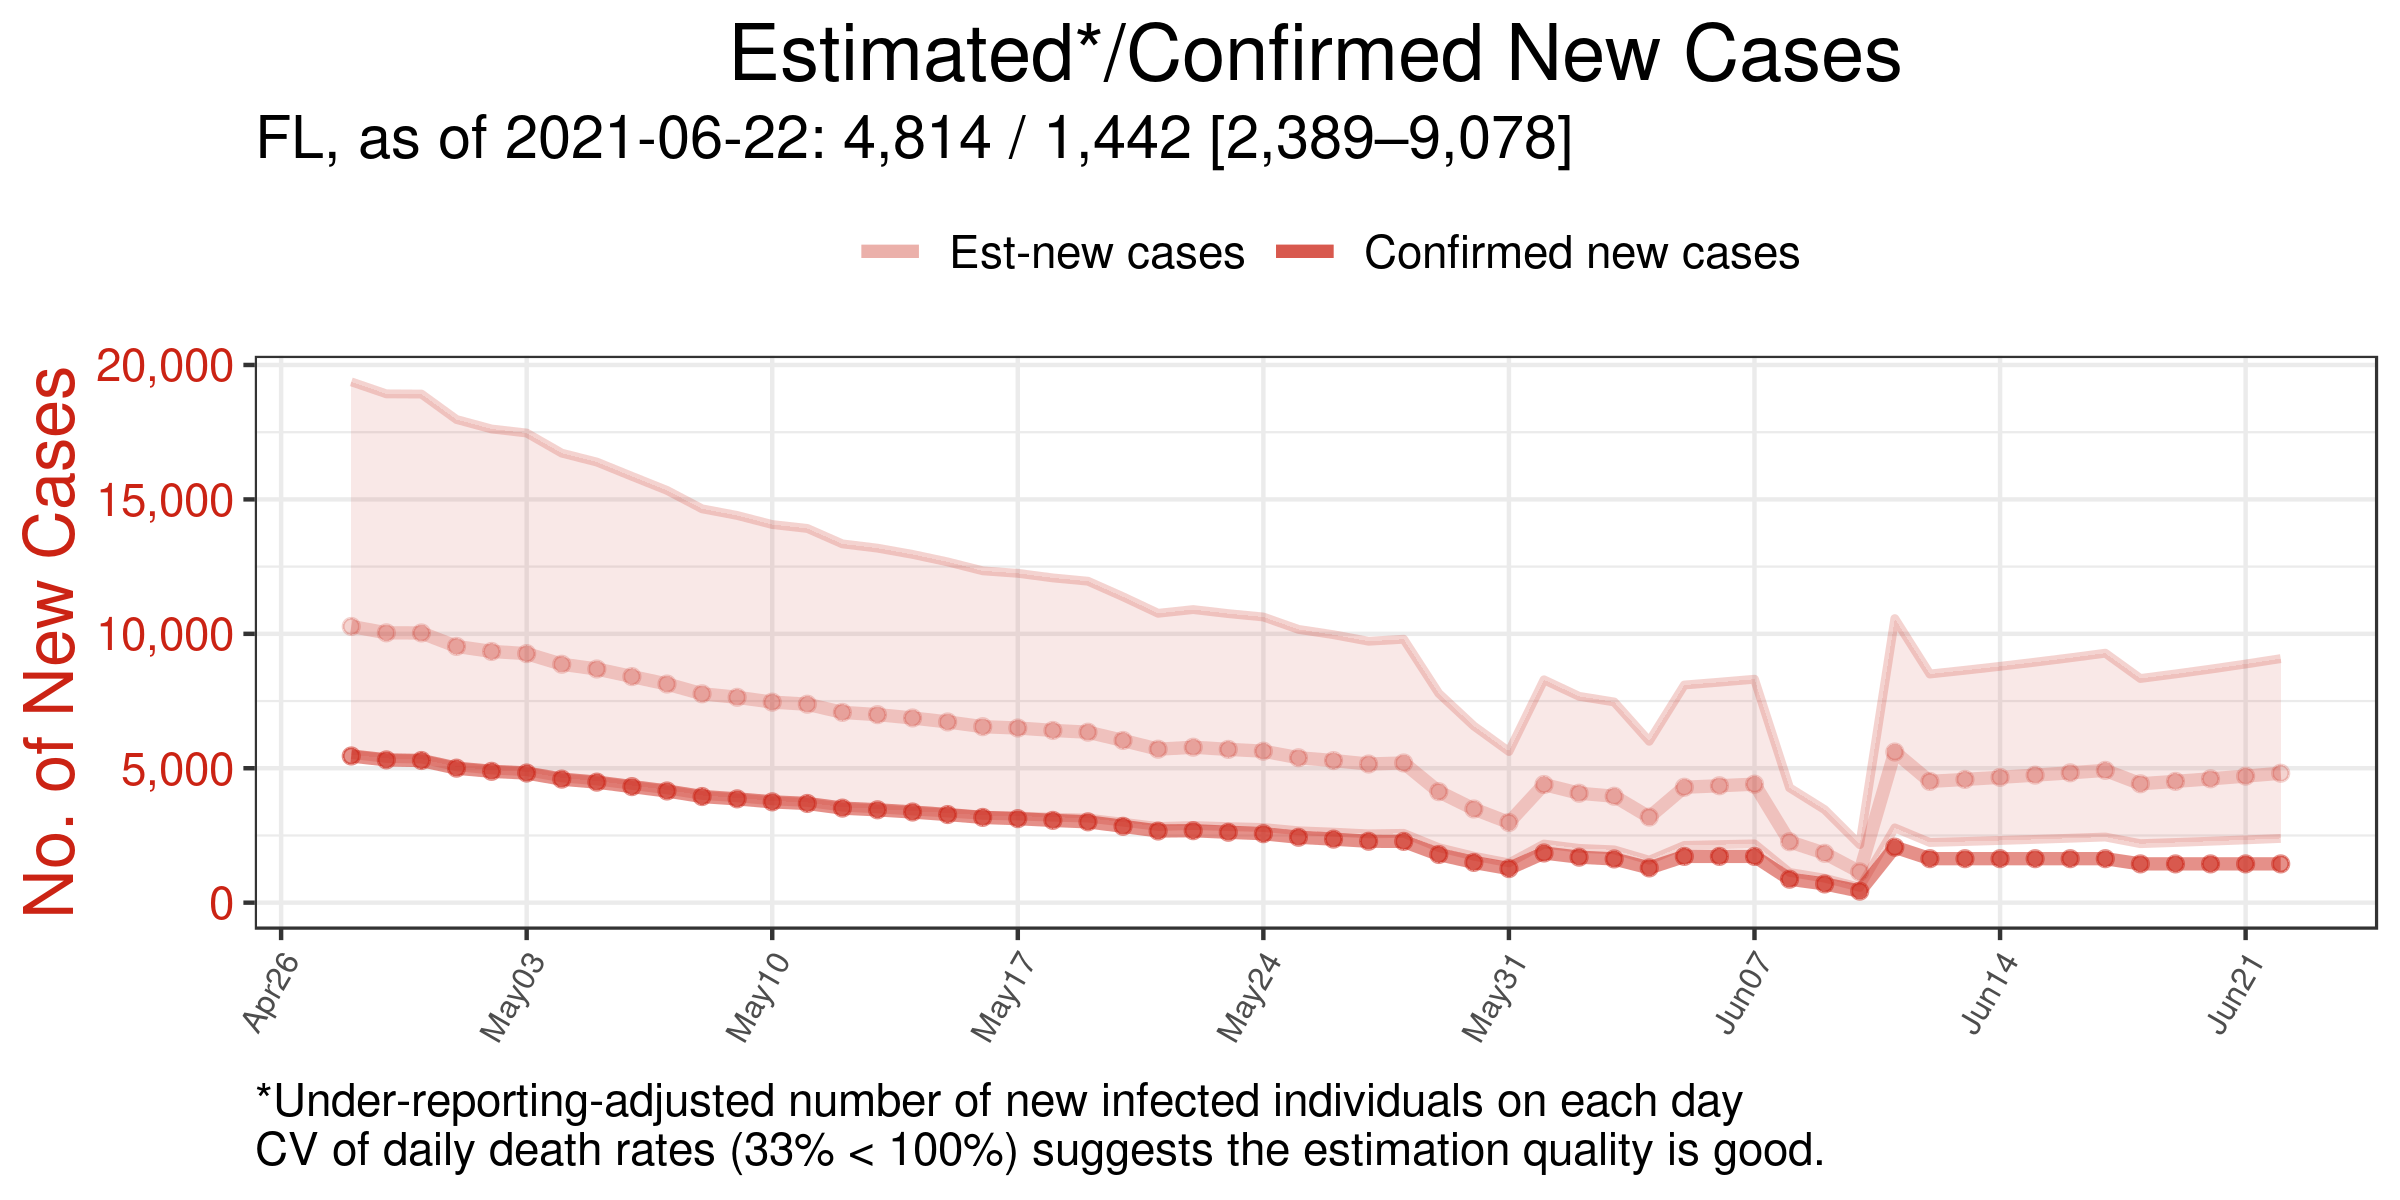 Estimated*/Confirmed New Cases
FL, as of 2021-06-22: 4,814 / 1,442 [2,389–9,078]
Est-new cases
Confirmed new cases
No. of New Cases
20,000
15,000
10,000
5,000
0
Apr26
May03
May10
May17
May24
May31
Jun07
Jun14
Jun21
*Under-reporting-adjusted number of new infected individuals on each day
CV of daily death rates (33% < 100%) suggests the estimation quality is good.